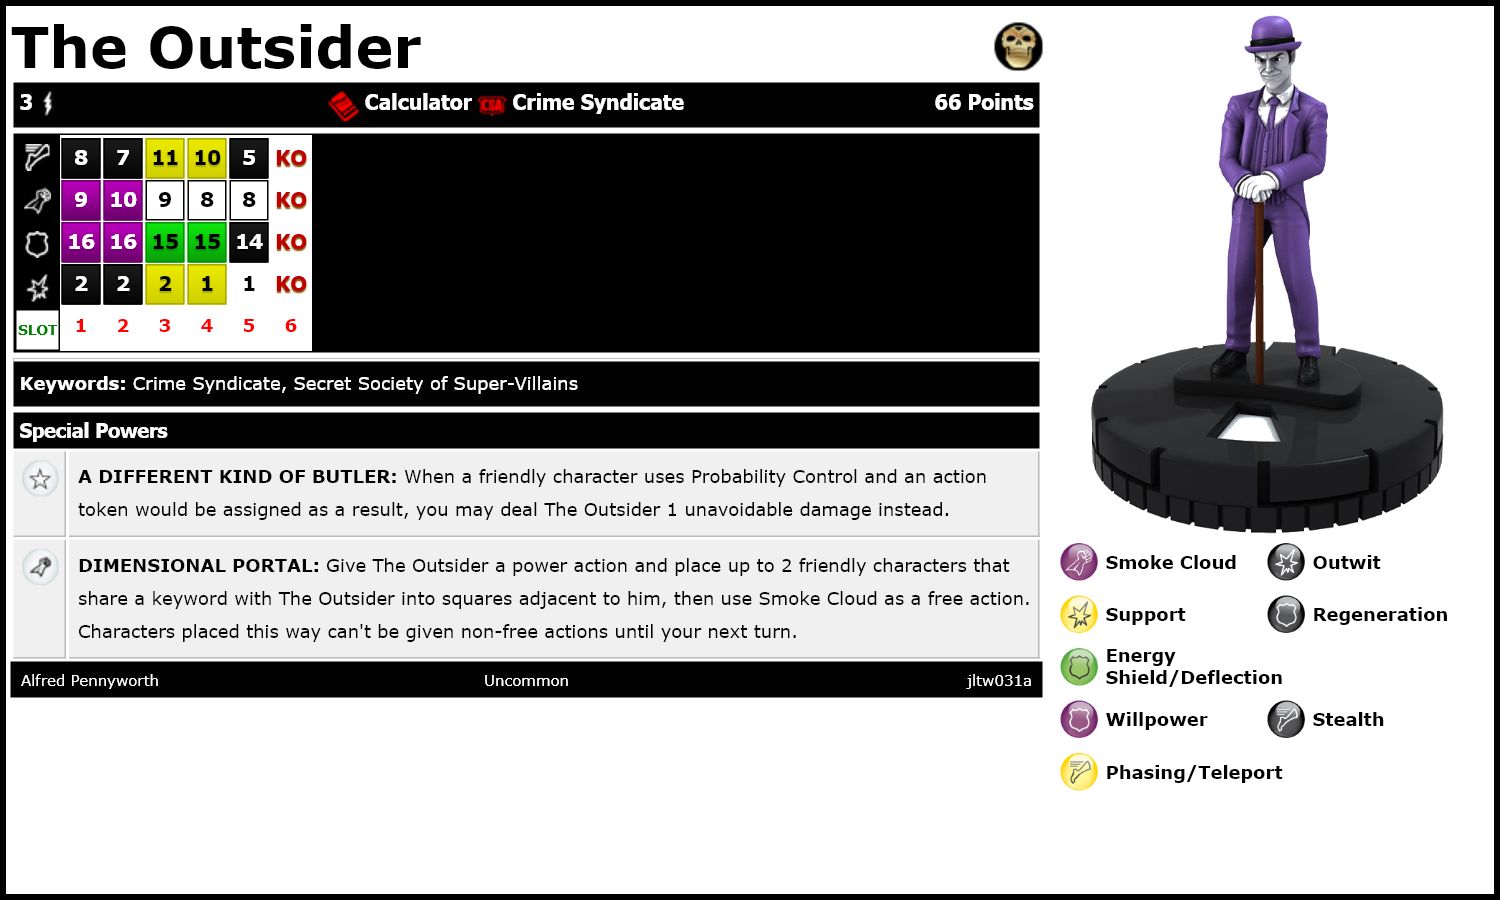 The Outsider
3 Calculator CSA Crime Syndicate 66 Points
8 7 11 10 5 KO
9 10 9 8 8 KO
16 16 15 15 14 KO
2 2 2 1 1 KO
SLOT 1 2 3 4 5 6
Keywords: Crime Syndicate, Secret Society of Super-Villains
Special Powers
A DIFFERENT KIND OF BUTLER: When a friendly character uses Probability Control and an action
token would be assigned as a result, you may deal The Outsider 1 unavoidable damage instead.
DIMENSIONAL PORTAL: Give The Outsider a power action and place up to 2 friendly characters that
share a keyword with The Outsider into squares adjacent to him, then use Smoke Cloud as a free action.
Characters placed this way can't be given non-free actions until your next turn.
Alfred Pennyworth Uncommon jltw031a
Smoke Cloud Outwit
Support Regeneration
Energy
Shield/Deflection
Willpower Stealth
Phasing/Teleport